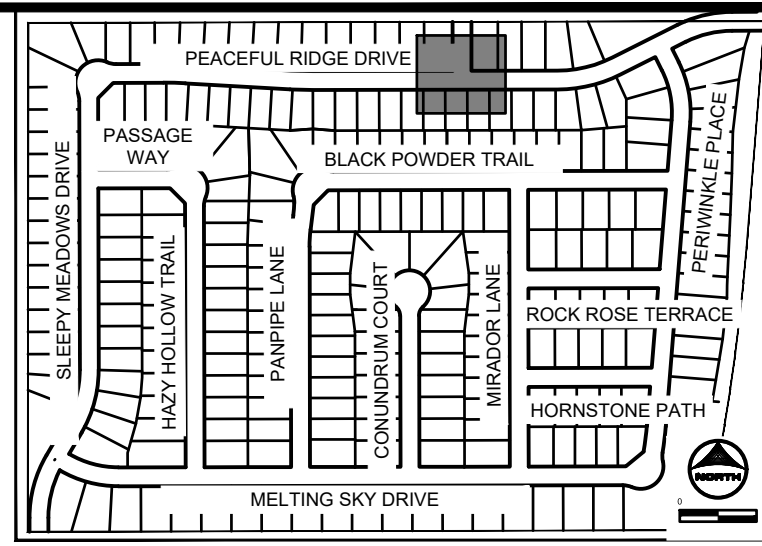 PEACEFUL RIDGE DRIVE
PASSAGE
WAY
BLACK POWDER TRAIL
SLEEPY MEADOWS DRIVE
HAZY HOLLOW TRAIL
PANPIPE LANE
CONUNDRUM COURT
MIRADOR LANE
PERIWINKLE PLACE
ROCK ROSE TERRACE
HORNSTONE PATH
MELTING SKY DRIVE
NORTH
0